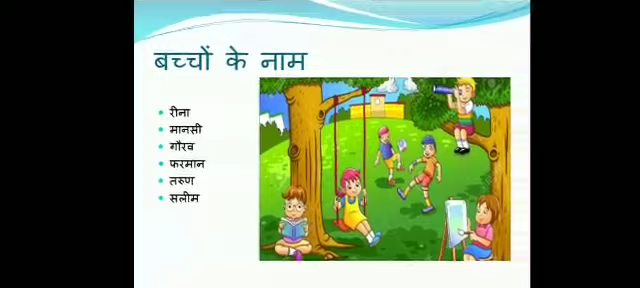 बच्चों के नाम
रीना
मानसी
गौरव
फरमान
तरुण
सलीम